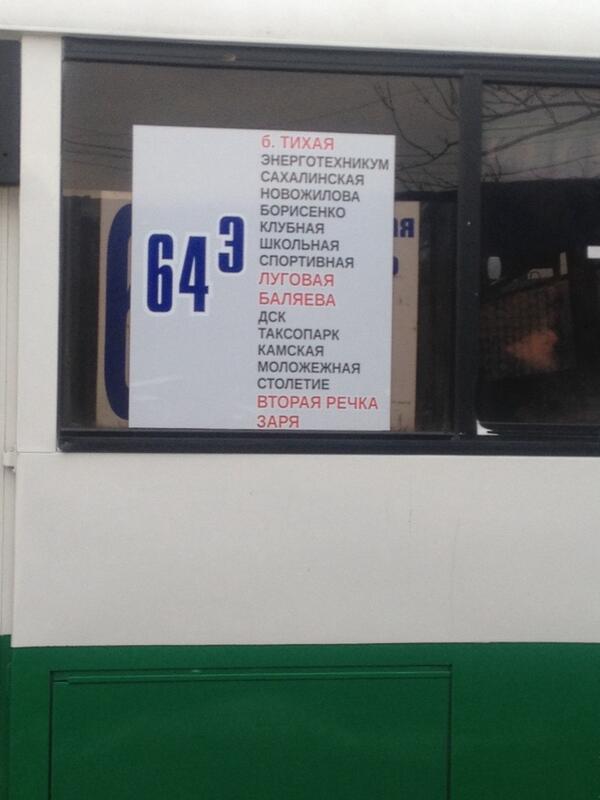 64Э
б. ТИХАЯ
ЭНЕРГОТЕХНИКУМ
САХАЛИНСКАЯ
НОВОЖИЛОВА
БОРИСЕНКО
КЛУБНАЯ
ШКОЛЬНАЯ
СПОРТИВНАЯ
ЛУГОВАЯ
БАЛЯЕВА
ДСК
ТАКСОПАРК
КАМСКАЯ
МОЛОЖЕЖНАЯ
СТОЛЕТИЕ
ВТОРАЯ РЕЧКА
ЗАРЯ